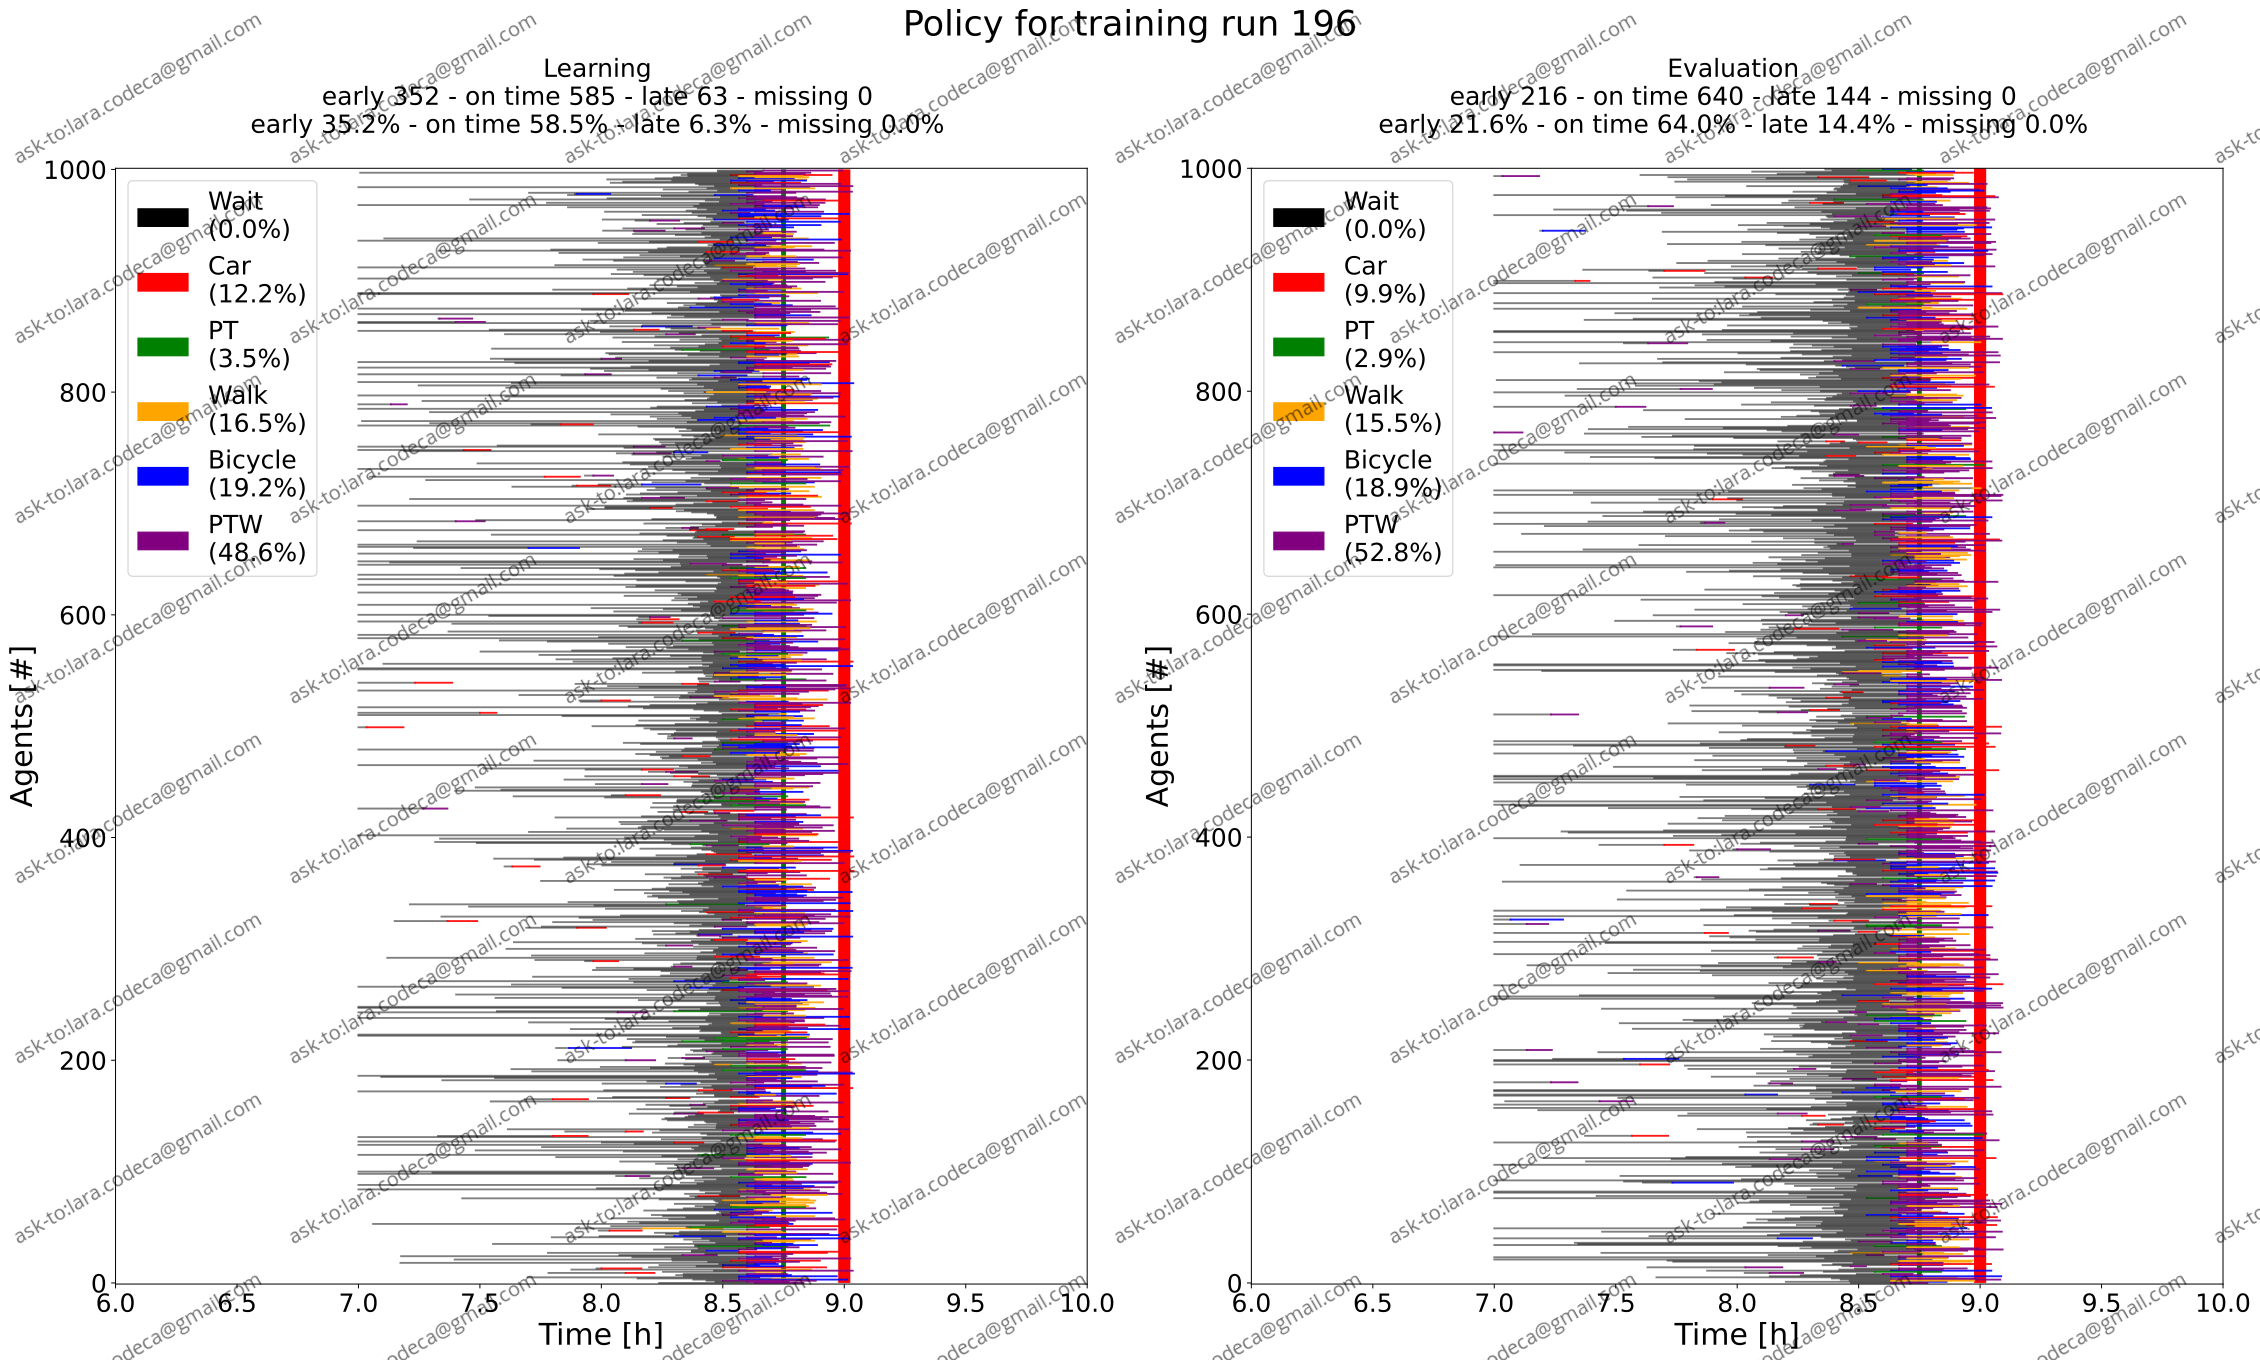 Policy for training run 196
Learning
early 352 - on time 585 - late 63 - missing 0
early 35.2% - on time 58.5% - late 6.3% - missing 0.0%
Agents [#]
1000
800
600
400
200
0
Wait
(0.0%)
Car
(12.2%)
PT
(3.5%)
Walk
(16.5%)
Bicycle
(19.2%)
PTW
(48.6%)
6.0 6.5 7.0 7.5 8.0 8.5 9.0 9.5 10.0
Time [h]
Evaluation
early 216 - on time 640 - late 144 - missing 0
early 21.6% - on time 64.0% - late 14.4% - missing 0.0%
Agents [#]
1000
800
600
400
200
0
Wait
(0.0%)
Car
(9.9%)
PT
(2.9%)
Walk
(15.5%)
Bicycle
(18.9%)
PTW
(52.8%)
6.0 6.5 7.0 7.5 8.0 8.5 9.0 9.5 10.0
Time [h]
ask-to:lara.codeca@gmail.com